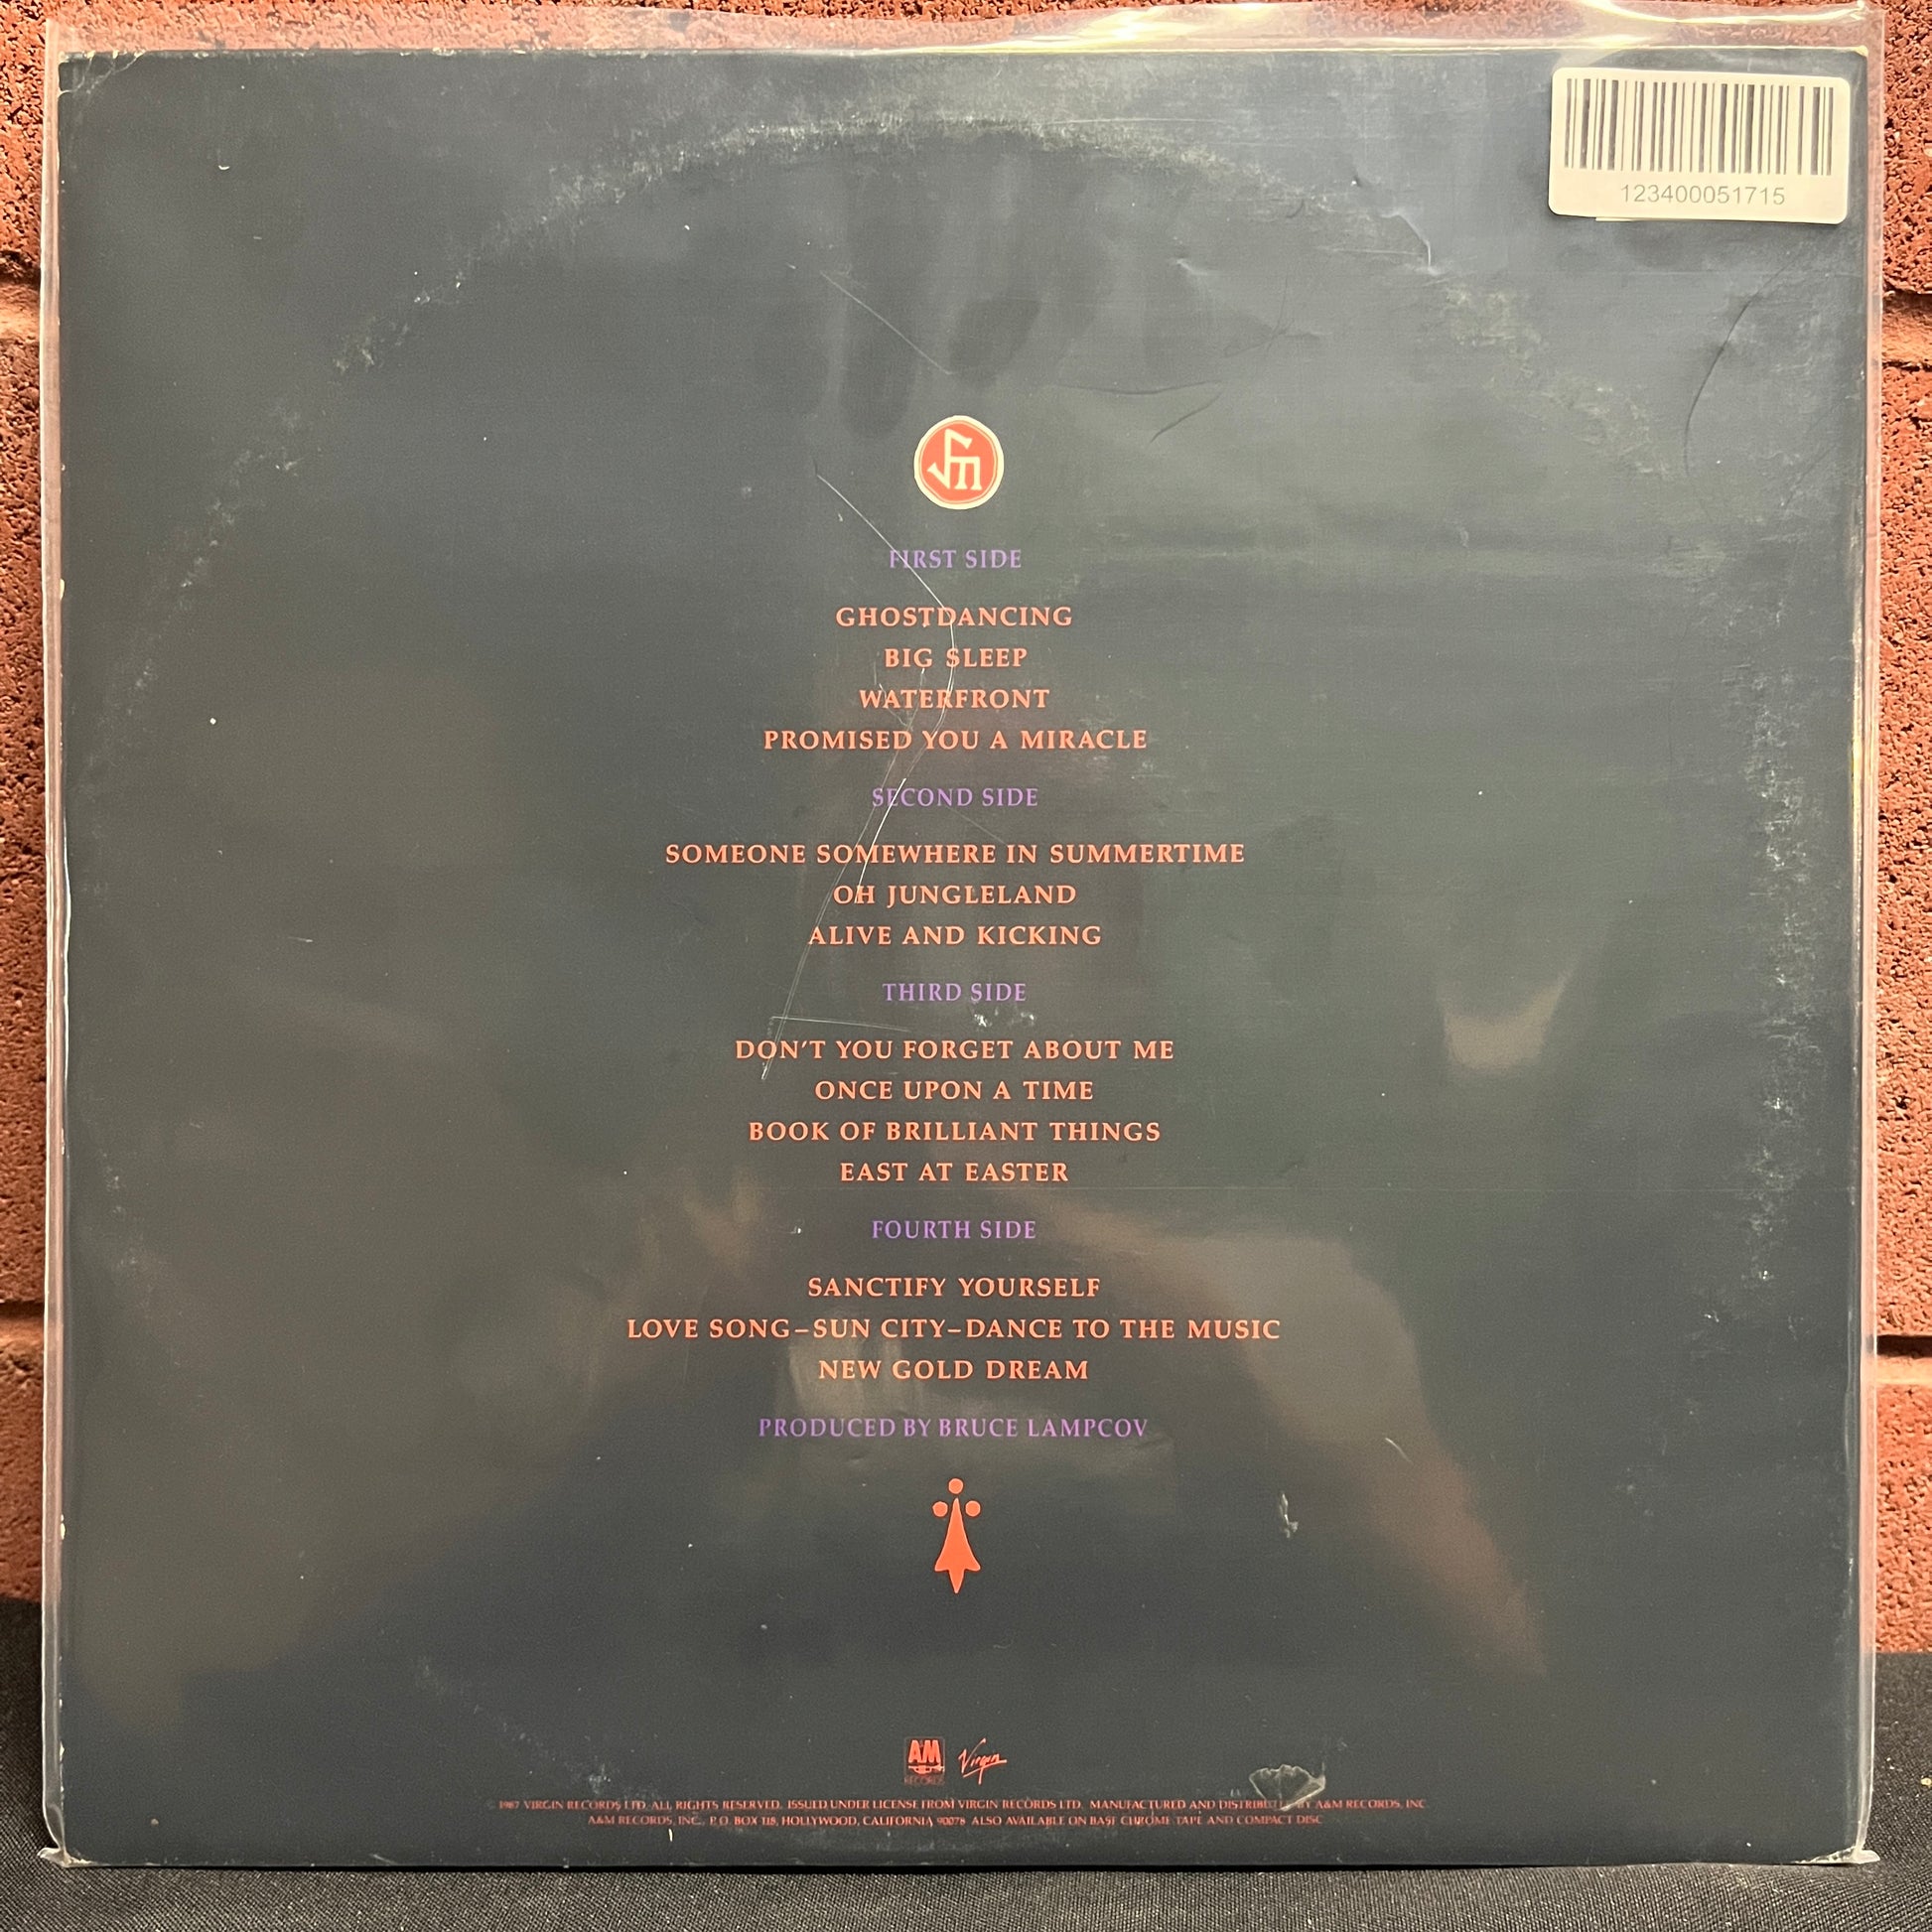 123400051715
FIRST SIDE
GHOSTDANCING
BIG SLEEP
WATERFRONT
PROMISED YOU A MIRACLE
SECOND SIDE
SOMEONE SOMEWHERE IN SUMMERTIME
OH JUNGLELAND
ALIVE AND KICKING
THIRD SIDE
DON'T YOU FORGET ABOUT ME
ONCE UPON A TIME
BOOK OF BRILLIANT THINGS
EAST AT EASTER
FOURTH SIDE
SANCTIFY YOURSELF
LOVE SONG–SUN CITY–DANCE TO THE MUSIC
NEW GOLD DREAM
PRODUCED BY BRUCE LAMPCOV
A&M Virgin
RECORDS
© 1987 VIRGIN RECORDS LTD. ALL RIGHTS RESERVED. ISSUED UNDER LICENSE FROM VIRGIN RECORDS LTD. MANUFACTURED AND DISTRIBUTED BY A&M RECORDS, INC.
A&M RECORDS, INC., P.O. BOX 118, HOLLYWOOD, CALIFORNIA 90078 ALSO AVAILABLE ON BASF CHROME TAPE AND COMPACT DISC